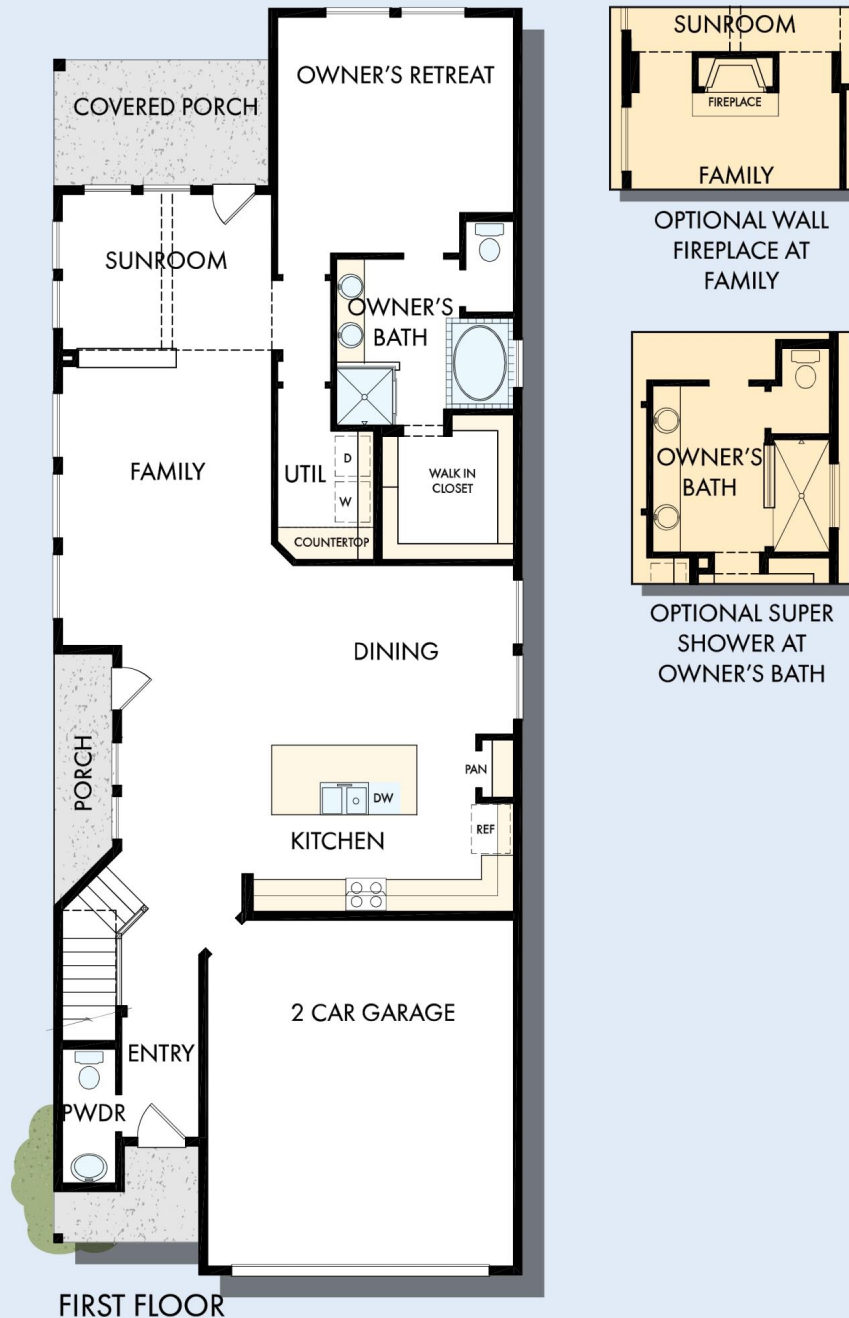 OWNER'S RETREAT
COVERED PORCH
SUNROOM
OWNER'S
BATH
FAMILY
UTIL
D
W
COUNTERTOP
WALK IN
CLOSET
DINING
PORCH
PAN
DW
REF
KITCHEN
2 CAR GARAGE
ENTRY
PWDR
FIRST FLOOR
SUNROOM
FIREPLACE
FAMILY
OPTIONAL WALL
FIREPLACE AT
FAMILY
OWNER'S
BATH
OPTIONAL SUPER
SHOWER AT
OWNER'S BATH